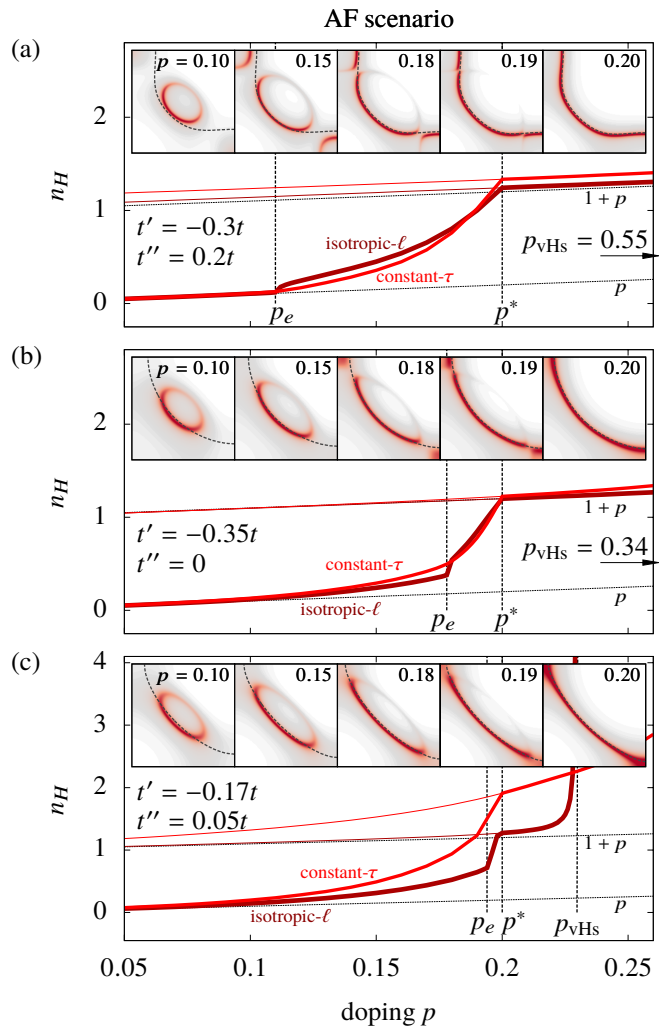 AF scenario
(a)
p = 0.10 0.15 0.18 0.19 0.20
2
1
0
n_H
t′ = −0.3t
t″ = 0.2t
isotropic-ℓ
constant-τ
1 + p
p_vHs = 0.55
p
p_e p*
(b)
p = 0.10 0.15 0.18 0.19 0.20
2
1
0
n_H
t′ = −0.35t
t″ = 0
constant-τ
isotropic-ℓ
1 + p
p_vHs = 0.34
p
p_e p*
(c)
p = 0.10 0.15 0.18 0.19 0.20
4
3
2
1
0
n_H
t′ = −0.17t
t″ = 0.05t
constant-τ
isotropic-ℓ
1 + p
p
p_e p* p_vHs
0.05 0.1 0.15 0.2 0.25
doping p